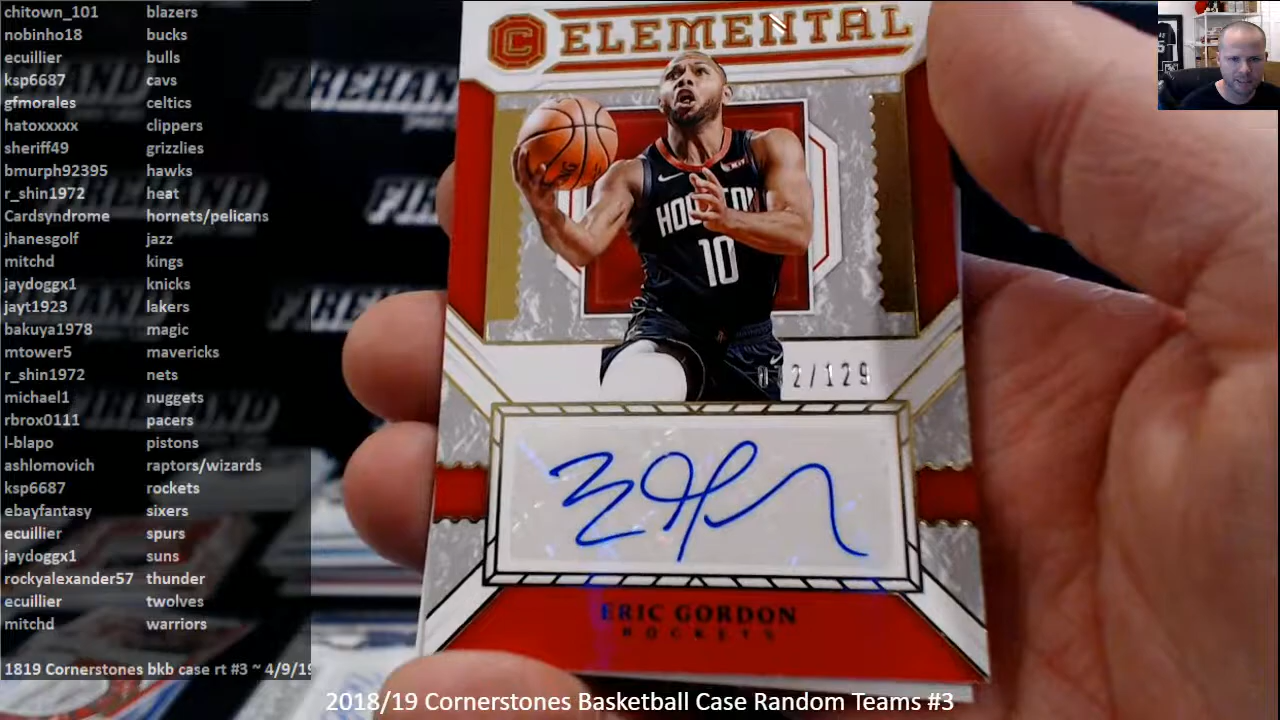 chitown_101 blazers
nobinho18 bucks
ecuillier bulls
ksp6687 cavs
gfmorales celtics
hatoxxxxx clippers
sheriff49 grizzlies
bmurph92395 hawks
r_shin1972 heat
Cardsyndrome hornets/pelicans
jhanesgolf jazz
mitchd kings
jaydoggx1 knicks
jayt1923 lakers
bakuya1978 magic
mtower5 mavericks
r_shin1972 nets
michael1 nuggets
rbrox0111 pacers
l-blapo pistons
ashlomovich raptors/wizards
ksp6687 rockets
ebayfantasy sixers
ecuillier spurs
jaydoggx1 suns
rockyalexander57 thunder
ecuillier twolves
mitchd warriors
1819 Cornerstones bkb case rt #3 ~ 4/9/19
C ELEMENTAL
10
/129
ERIC GORDON
ROCKETS
2018/19 Cornerstones Basketball Case Random Teams #3